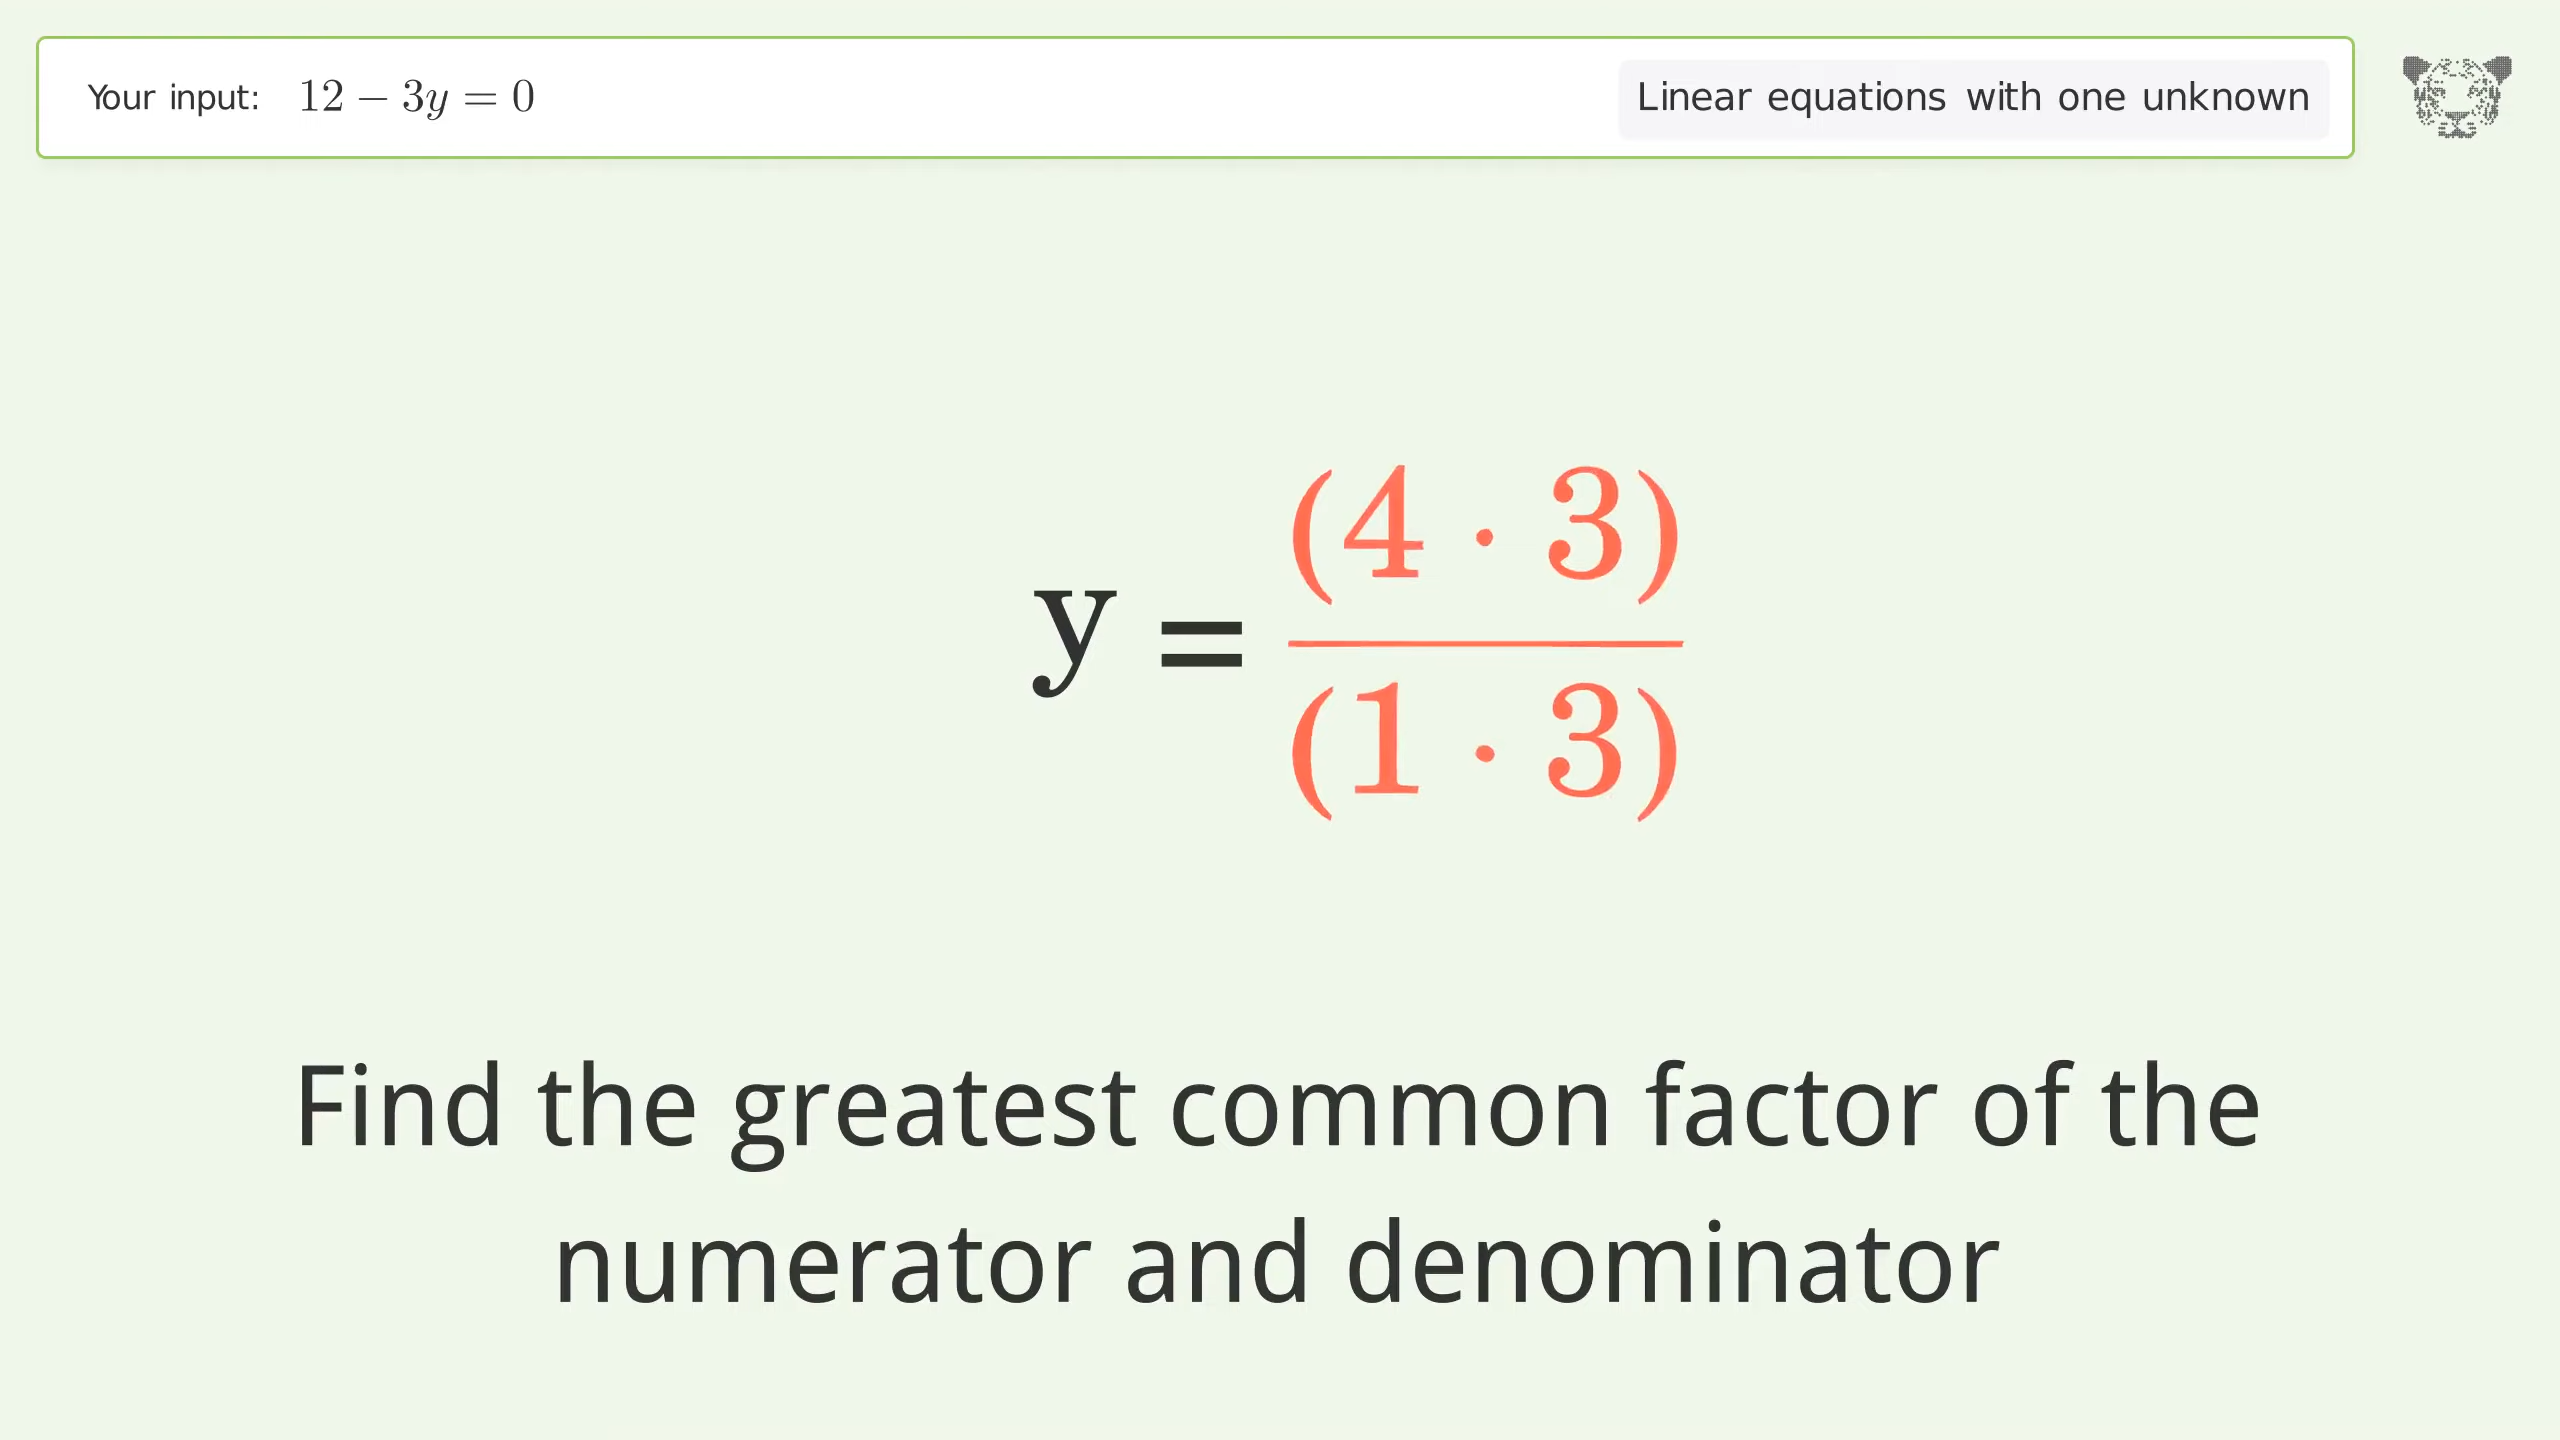 Your input: 12 − 3y = 0 Linear equations with one unknown
y = (4 · 3) / (1 · 3)
Find the greatest common factor of the
numerator and denominator